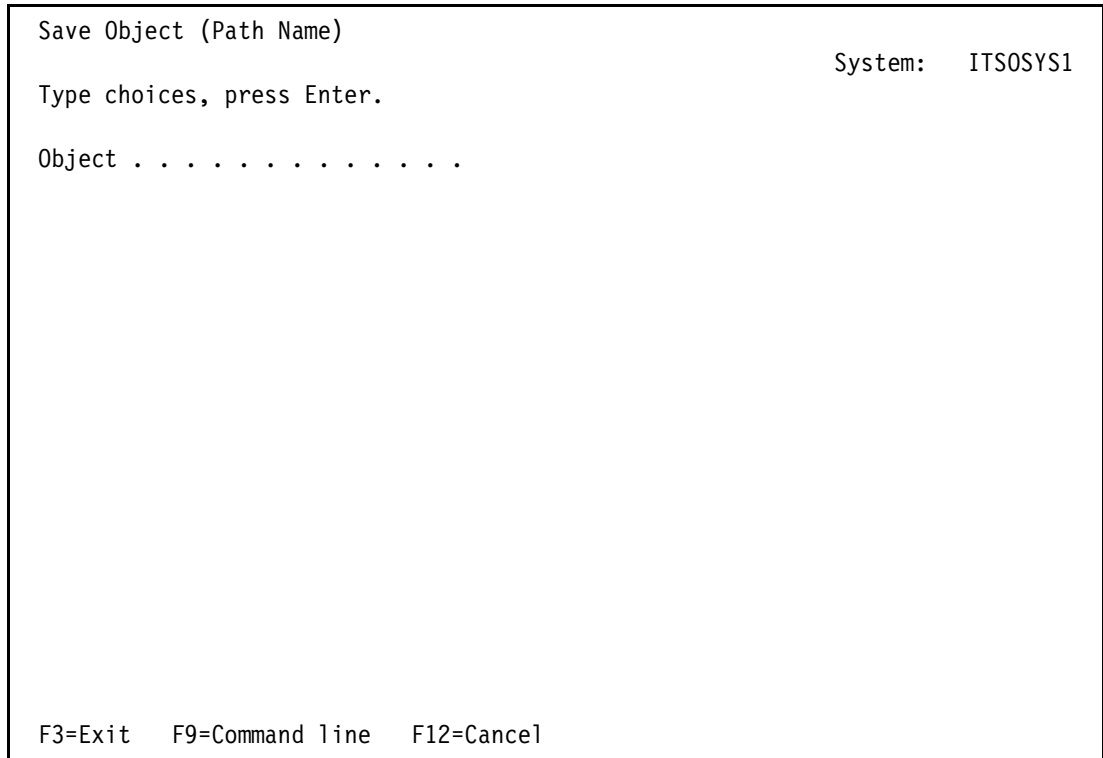 Save Object (Path Name)
System: ITSOSYS1
Type choices, press Enter.
Object . . . . . . . . . . . . .
F3=Exit F9=Command line F12=Cancel